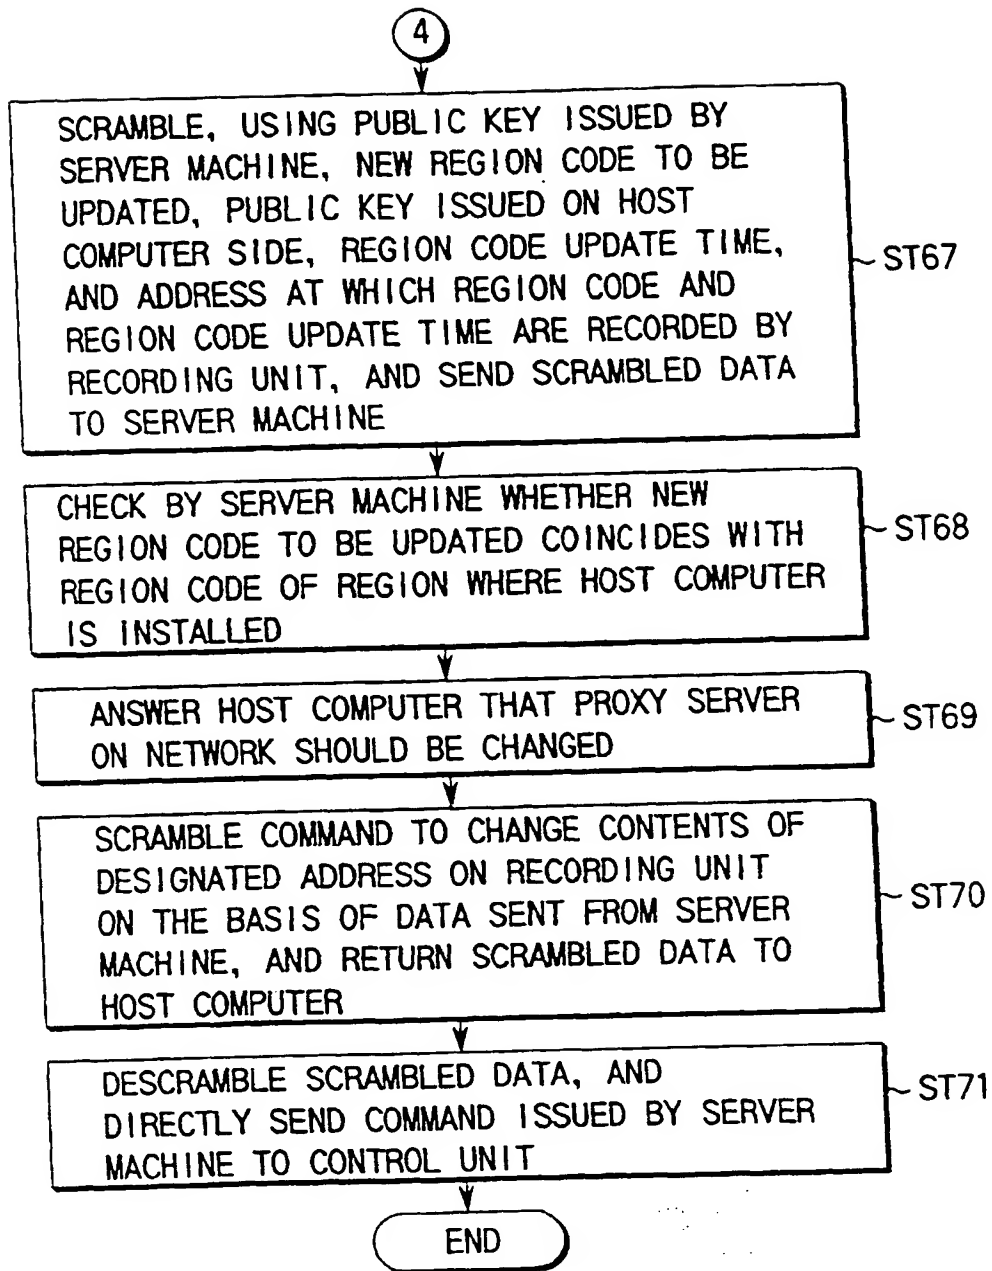 4
SCRAMBLE, USING PUBLIC KEY ISSUED BY
SERVER MACHINE, NEW REGION CODE TO BE
UPDATED, PUBLIC KEY ISSUED ON HOST
COMPUTER SIDE, REGION CODE UPDATE TIME,
AND ADDRESS AT WHICH REGION CODE AND
REGION CODE UPDATE TIME ARE RECORDED BY
RECORDING UNIT, AND SEND SCRAMBLED DATA
TO SERVER MACHINE
ST67
CHECK BY SERVER MACHINE WHETHER NEW
REGION CODE TO BE UPDATED COINCIDES WITH
REGION CODE OF REGION WHERE HOST COMPUTER
IS INSTALLED
ST68
ANSWER HOST COMPUTER THAT PROXY SERVER
ON NETWORK SHOULD BE CHANGED
ST69
SCRAMBLE COMMAND TO CHANGE CONTENTS OF
DESIGNATED ADDRESS ON RECORDING UNIT
ON THE BASIS OF DATA SENT FROM SERVER
MACHINE, AND RETURN SCRAMBLED DATA TO
HOST COMPUTER
ST70
DESCRAMBLE SCRAMBLED DATA, AND
DIRECTLY SEND COMMAND ISSUED BY SERVER
MACHINE TO CONTROL UNIT
ST71
END